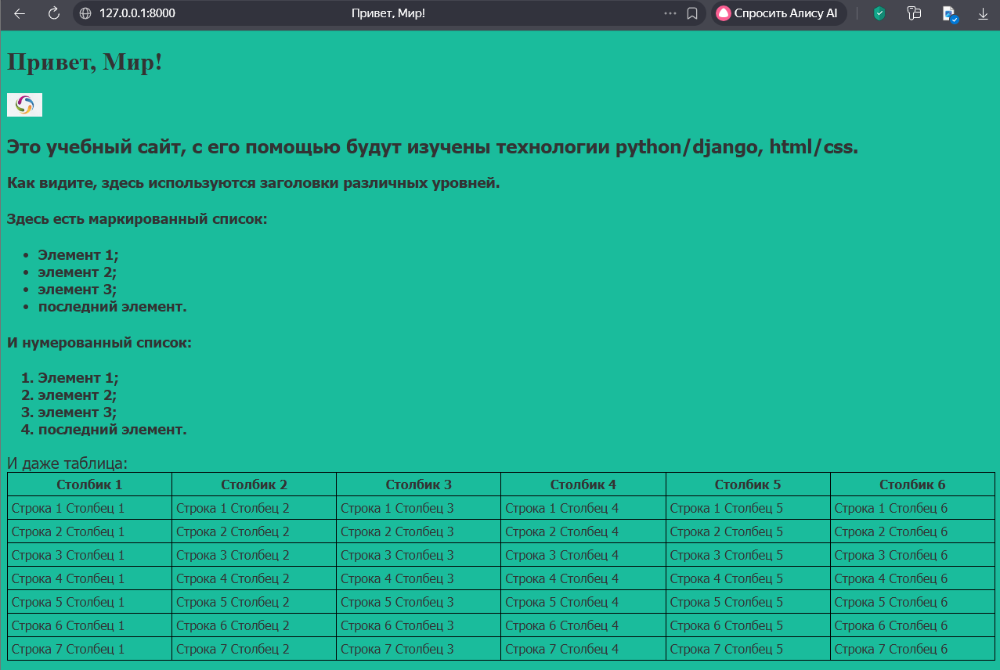 127.0.0.1:8000 Привет, Мир! Спросить Алису AI
Привет, Мир!
Это учебный сайт, с его помощью будут изучены технологии python/django, html/css.
Как видите, здесь используются заголовки различных уровней.
Здесь есть маркированный список:
• Элемент 1;
• элемент 2;
• элемент 3;
• последний элемент.
И нумерованный список:
1. Элемент 1;
2. элемент 2;
3. элемент 3;
4. последний элемент.
И даже таблица:
Столбик 1 Столбик 2 Столбик 3 Столбик 4 Столбик 5 Столбик 6
Строка 1 Столбец 1 Строка 1 Столбец 2 Строка 1 Столбец 3 Строка 1 Столбец 4 Строка 1 Столбец 5 Строка 1 Столбец 6
Строка 2 Столбец 1 Строка 2 Столбец 2 Строка 2 Столбец 3 Строка 2 Столбец 4 Строка 2 Столбец 5 Строка 2 Столбец 6
Строка 3 Столбец 1 Строка 3 Столбец 2 Строка 3 Столбец 3 Строка 3 Столбец 4 Строка 3 Столбец 5 Строка 3 Столбец 6
Строка 4 Столбец 1 Строка 4 Столбец 2 Строка 4 Столбец 3 Строка 4 Столбец 4 Строка 4 Столбец 5 Строка 4 Столбец 6
Строка 5 Столбец 1 Строка 5 Столбец 2 Строка 5 Столбец 3 Строка 5 Столбец 4 Строка 5 Столбец 5 Строка 5 Столбец 6
Строка 6 Столбец 1 Строка 6 Столбец 2 Строка 6 Столбец 3 Строка 6 Столбец 4 Строка 6 Столбец 5 Строка 6 Столбец 6
Строка 7 Столбец 1 Строка 7 Столбец 2 Строка 7 Столбец 3 Строка 7 Столбец 4 Строка 7 Столбец 5 Строка 7 Столбец 6